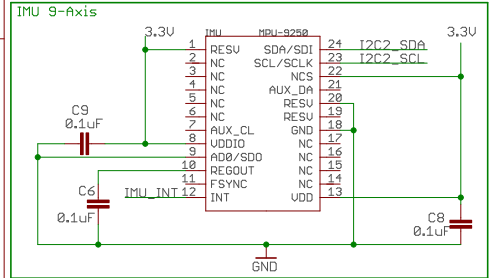 IMU 9-Axis
3.3V
IMU MPU-9250
3.3V
1 RESV SDA/SDI 24 I2C2_SDA
2 NC SCL/SCLK 23 I2C2_SCL
3 NC NCS 22
4 NC AUX_DA 21
5 NC RESV 20
6 NC RESV 19
7 AUX_CL GND 18
8 VDDIO NC 17
9 AD0/SDO NC 16
10 REGOUT NC 15
11 FSYNC NC 14
IMU_INT 12 INT VDD 13
C9
0.1uF
C6
0.1uF
C8
0.1uF
GND